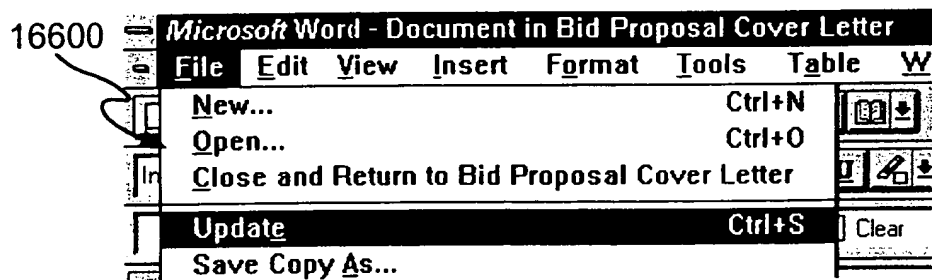 16600
Microsoft Word - Document in Bid Proposal Cover Letter
File Edit View Insert Format Tools Table W
New... Ctrl+N
Open... Ctrl+O
Close and Return to Bid Proposal Cover Letter
In
Update Ctrl+S
Clear
Save Copy As...